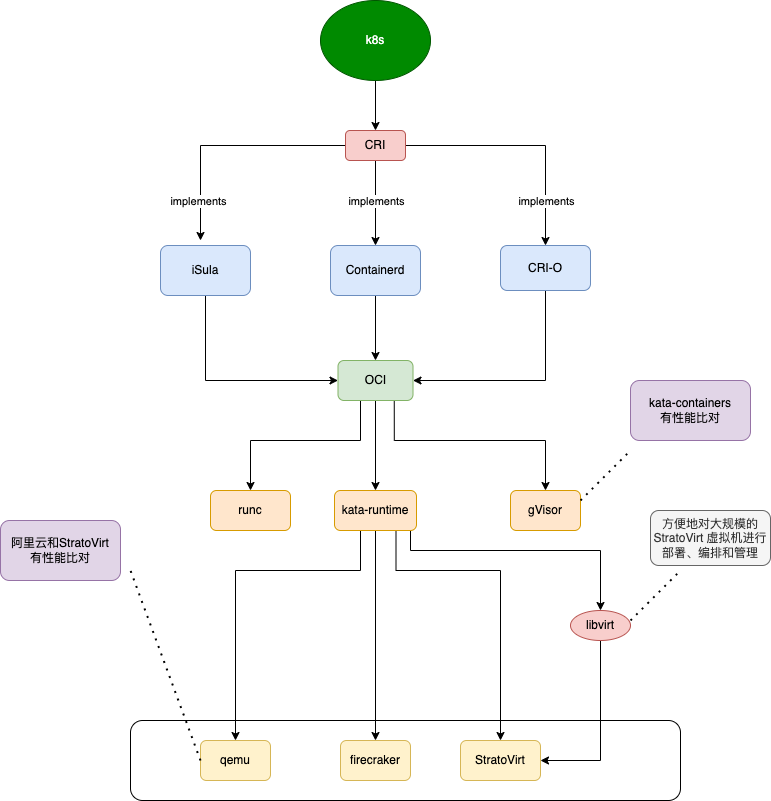 k8s
CRI
implements
implements
implements
iSula
Containerd
CRI-O
OCI
kata-containers
有性能比对
runc
kata-runtime
gVisor
方便地对大规模的
StratoVirt 虚拟机进行
部署、编排和管理
阿里云和StratoVirt
有性能比对
libvirt
qemu
firecraker
StratoVirt